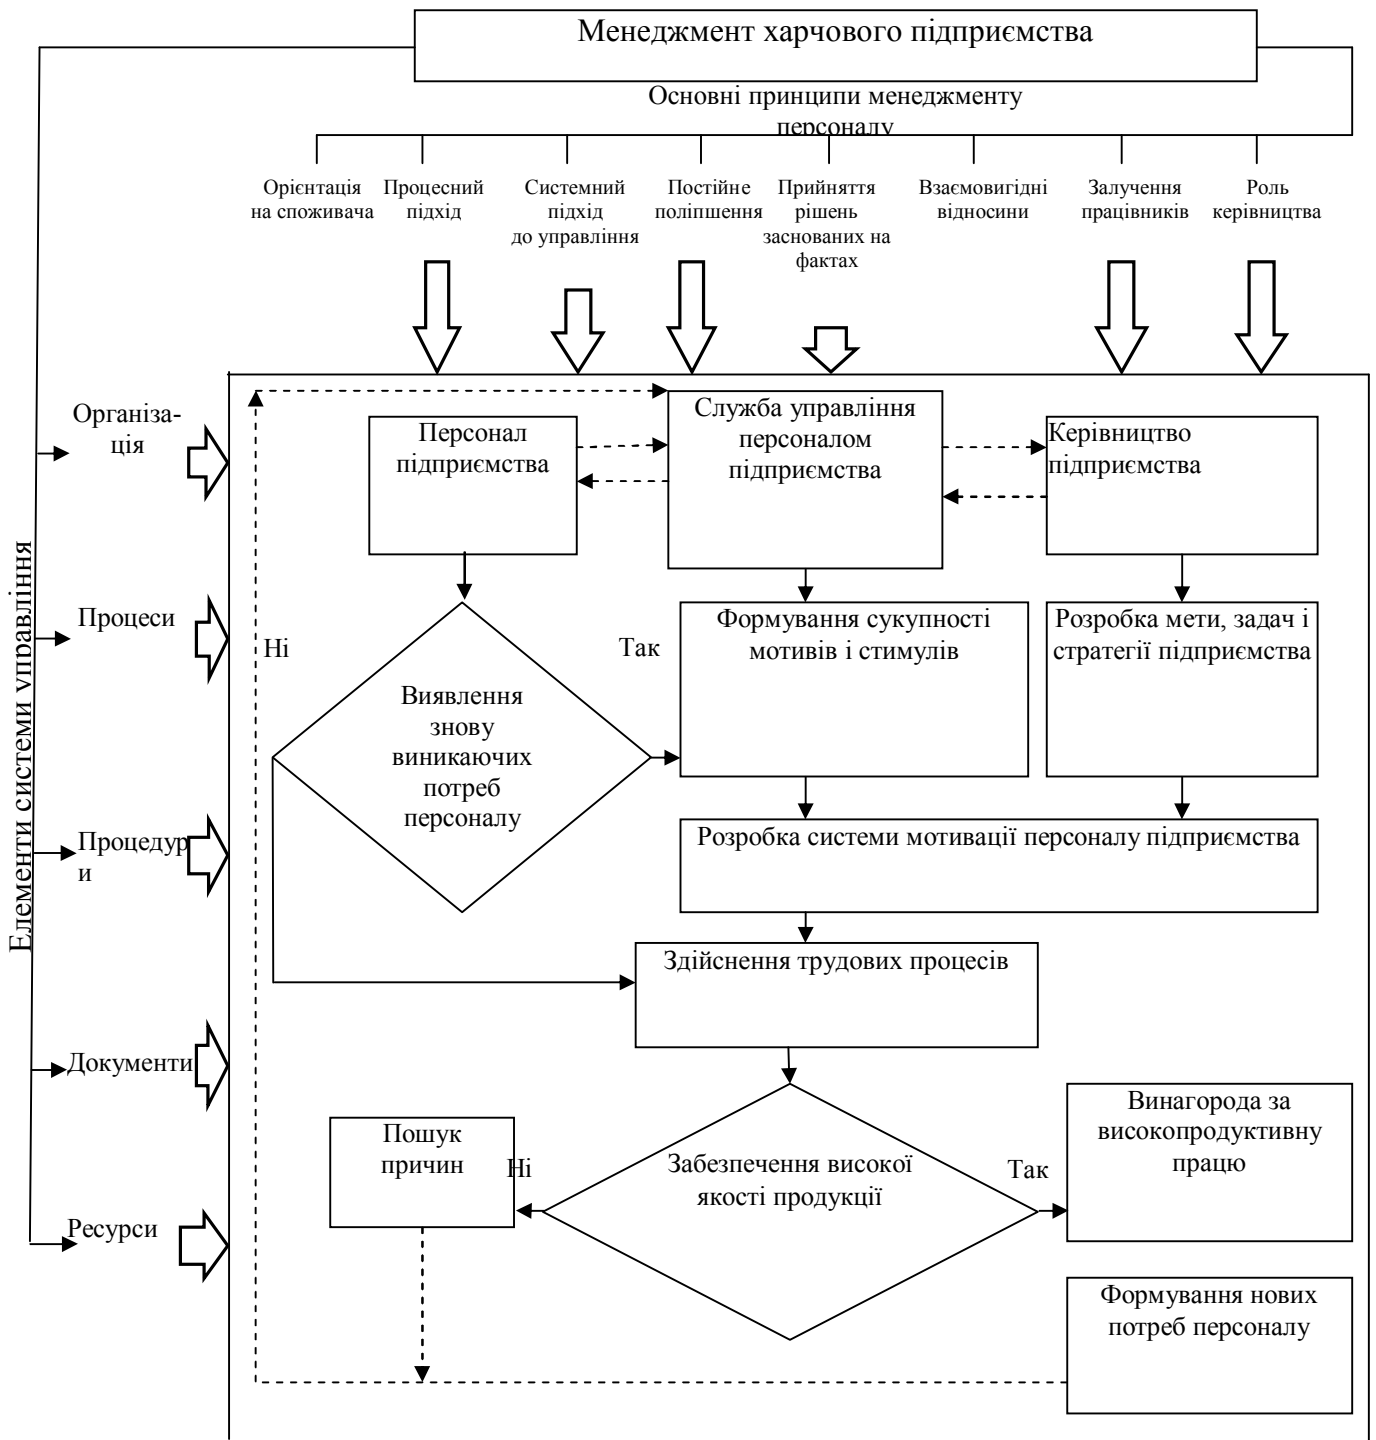 Менеджмент харчового підприємства
Основні принципи менеджменту
персоналу
Орієнтація
на споживача
Процесний
підхід
Системний
підхід
до управління
Постійне
поліпшення
Прийняття
рішень
заснованих на
фактах
Взаємовигідні
відносини
Залучення
працівників
Роль
керівництва
Елементи системи управління
Організа-
ція
Процеси
Процедур
и
Документи
Ресурси
Персонал
підприємства
Служба управління
персоналом
підприємства
Керівництво
підприємства
Ні
Так
Виявлення
знову
виникаючих
потреб
персоналу
Формування сукупності
мотивів і стимулів
Розробка мети, задач і
стратегії підприємства
Розробка системи мотивації персоналу підприємства
Здійснення трудових процесів
Пошук
причин
Ні
Забезпечення високої
якості продукції
Так
Винагорода за
високопродуктивну
працю
Формування нових
потреб персоналу